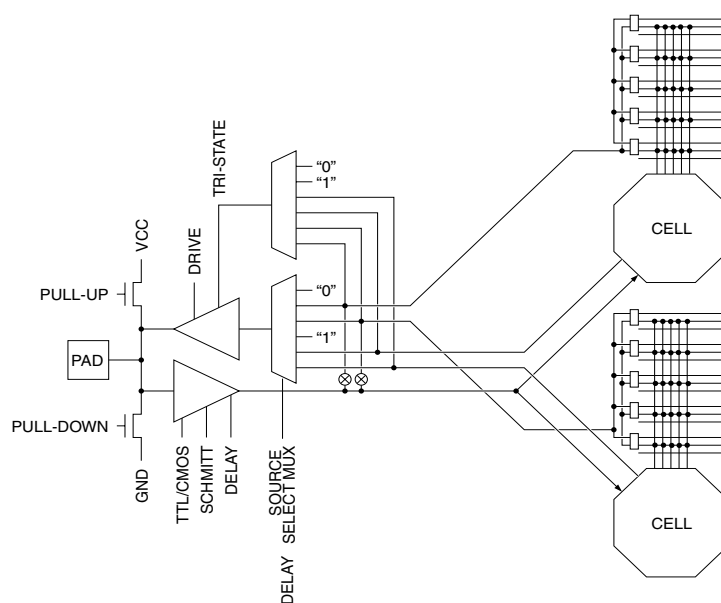 "0"
"1"
TRI-STATE
CELL
VCC
DRIVE
PULL-UP
"0"
"1"
PAD
PULL-DOWN
GND
TTL/CMOS
SCHMITT
DELAY
SOURCE
SELECT MUX
DELAY
CELL